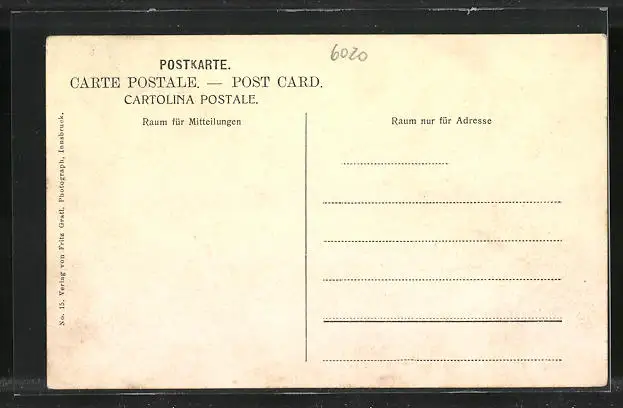 6020
POSTKARTE.
CARTE POSTALE. — POST CARD.
CARTOLINA POSTALE.
Raum für Mitteilungen
Raum nur für Adresse
No. 15. Verlag von Fritz Gratl, Photograph, Innsbruck.